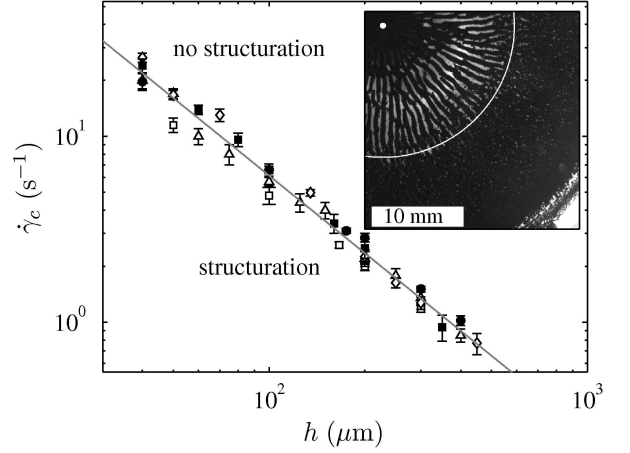 no structuration
10 mm
structuration
10¹
10⁰
γ̇c (s⁻¹)
10²
10³
h (μm)